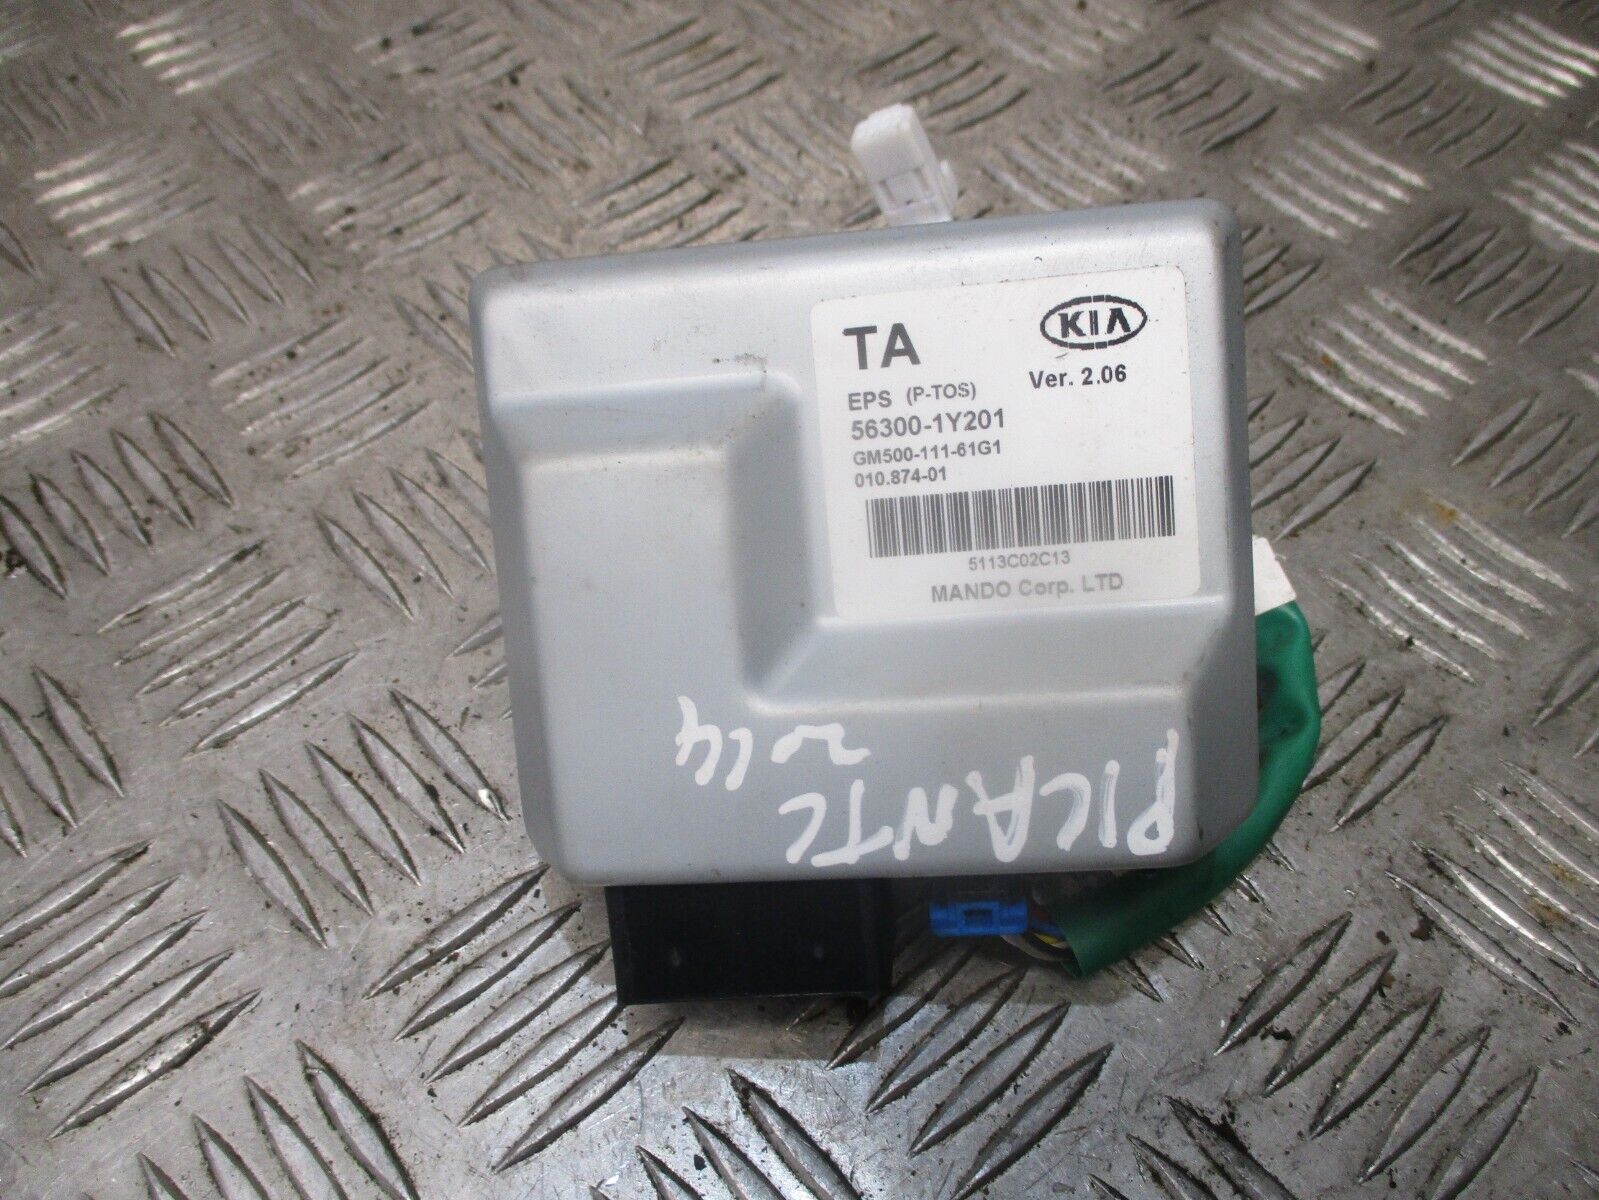 TA
KIA
EPS (P-TOS)
Ver. 2.06
56300-1Y201
GM500-111-61G1
010.874-01
5113C02C13
MANDO Corp. LTD
PICANTC
2014